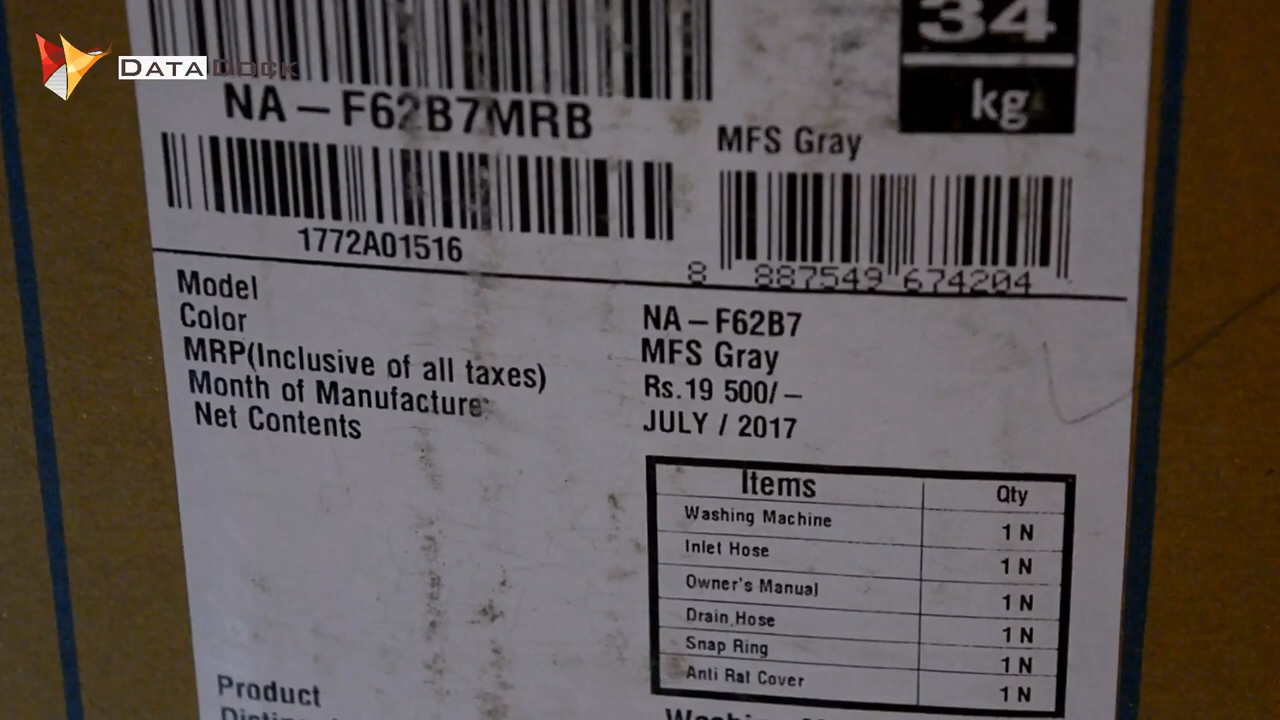 DATA DOCK
34
kg
NA-F62B7MRB
MFS Gray
1772A01516
8 887549 674204
Model NA-F62B7
Color MFS Gray
MRP(Inclusive of all taxes) Rs.19 500/-
Month of Manufacture: JULY / 2017
Net Contents
Items Qty
Washing Machine 1 N
Inlet Hose 1 N
Owner's Manual 1 N
Drain Hose 1 N
Snap Ring 1 N
Anti Rat Cover 1 N
Product